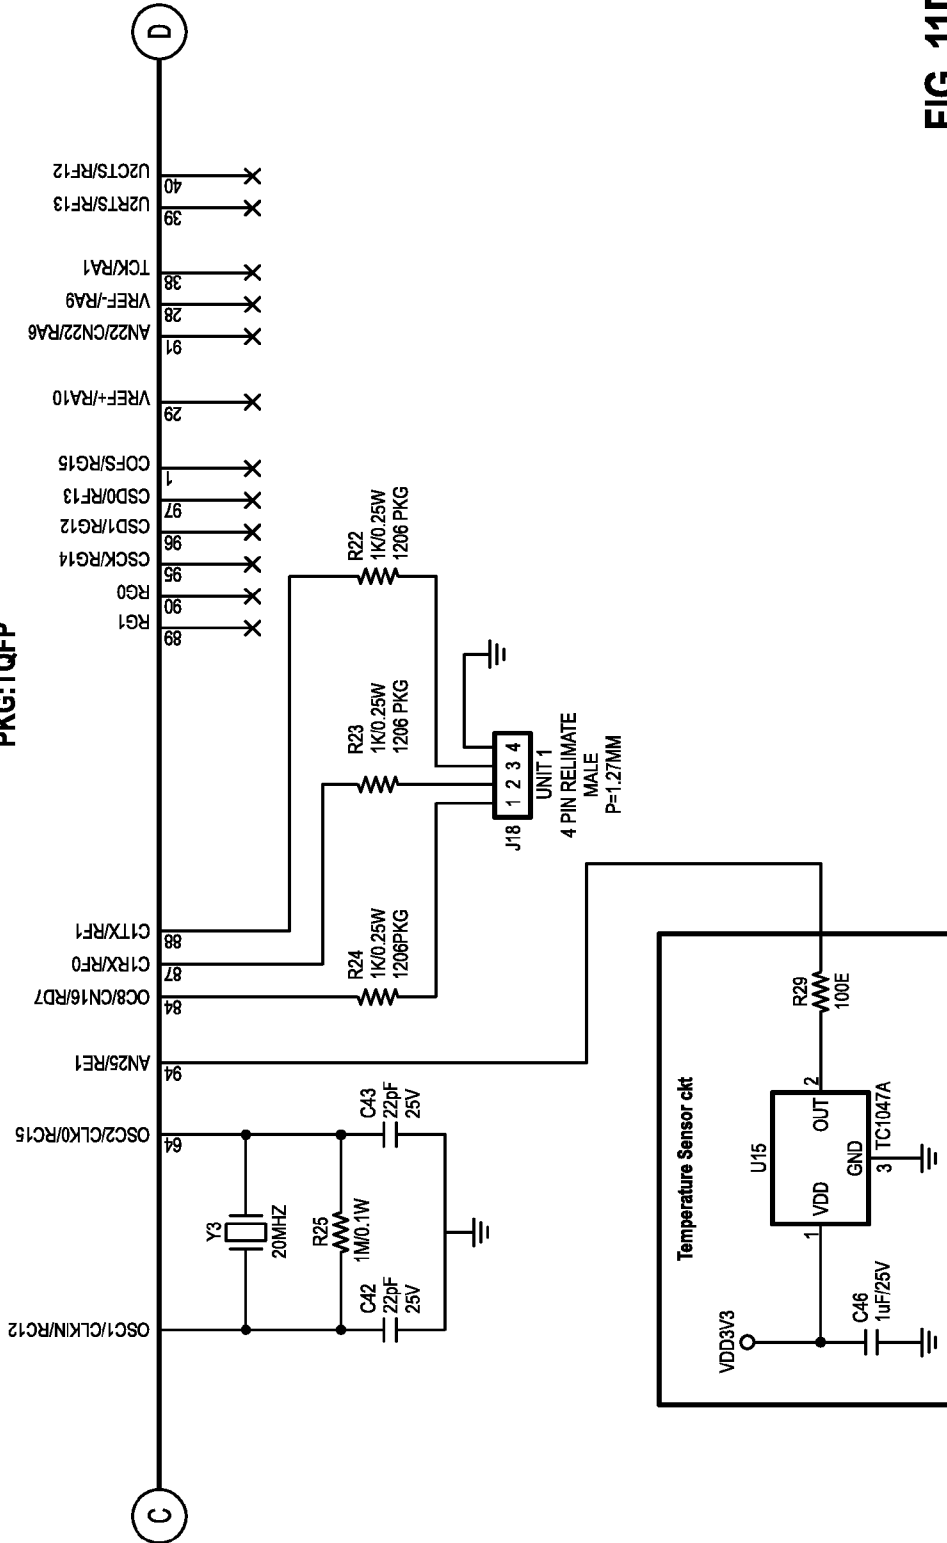 D
FIG. 11D
PKG:TQFP
U2CTS/RF12
40
U2RTS/RF13
39
TCK/RA1
38
VREF-/RA9
28
AN22/CN22/RA6
91
VREF+/RA10
29
COFS/RG15
1
CSDO/RF13
97
CSD1/RG12
96
CSCK/RG14
95
RG0
90
RG1
89
C1TX/RF1
88
C1RX/RF0
87
OC8/CN16/RD7
84
AN25/RE1
94
OSC2/CLK0/RC15
64
OSC1/CLKIN/RC12
R22
1K/0.25W
1206 PKG
R23
1K/0.25W
1206 PKG
R24
1K/0.25W
1206PKG
J18
1 2 3 4
UNIT 1
4 PIN RELIMATE
MALE
P=1.27MM
Y3
20MHZ
R25
1M/0.1W
C43
22pF
25V
C42
22pF
25V
Temperature Sensor ckt
R29
100E
U15
VDD
1
OUT
2
GND
3
TC1047A
VDD3V3
C46
1uF/25V
C